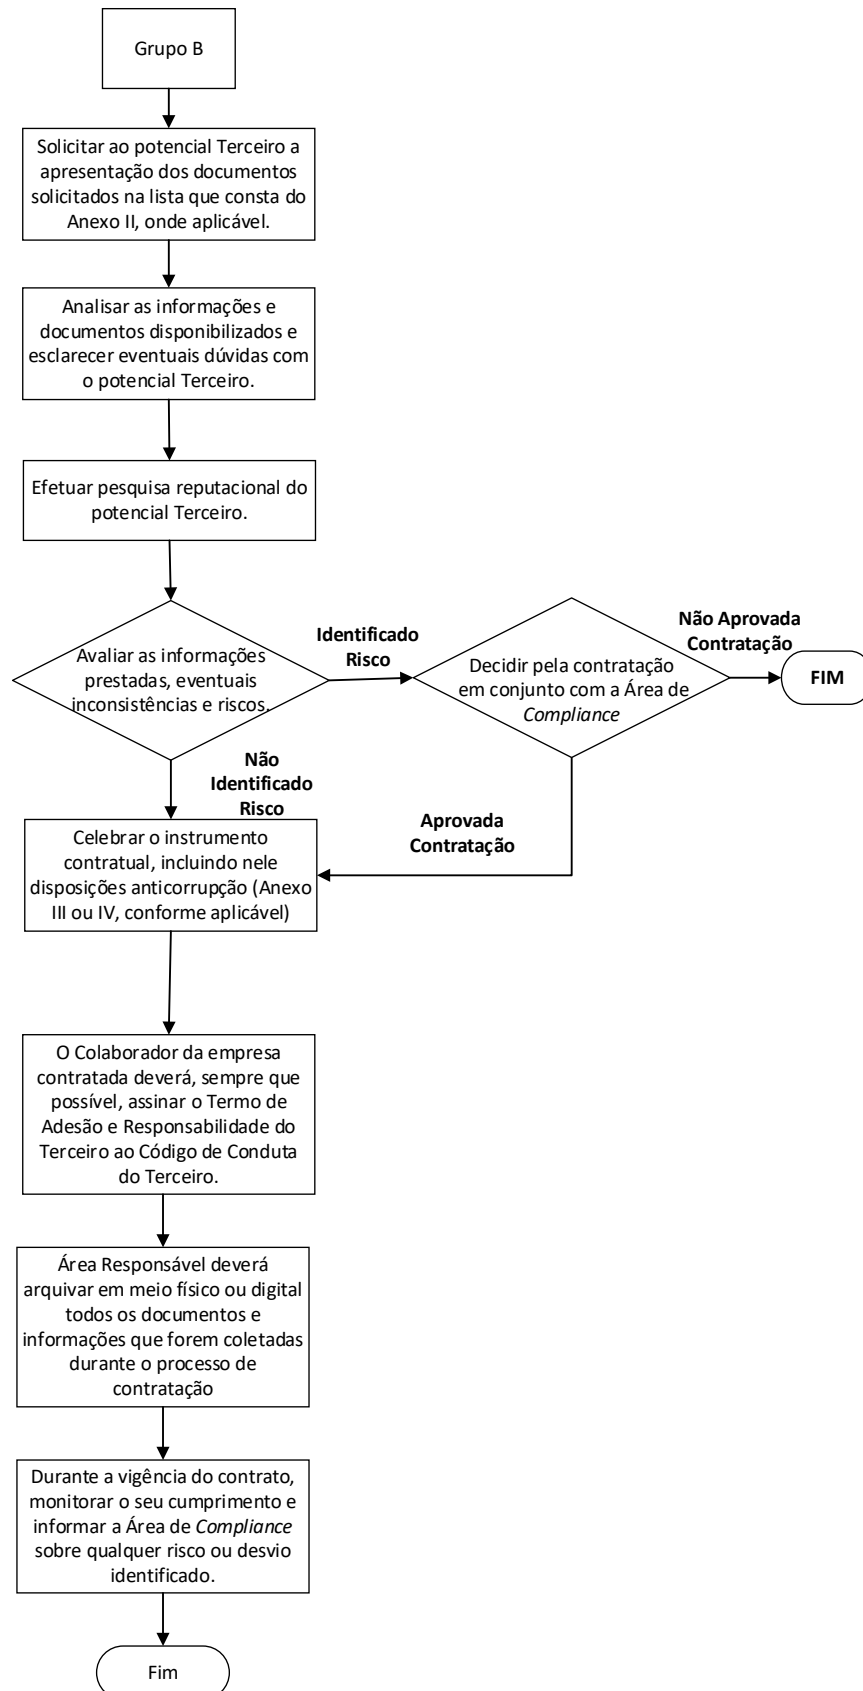 Grupo B
Solicitar ao potencial Terceiro a
apresentação dos documentos
solicitados na lista que consta do
Anexo II, onde aplicável.
Analisar as informações e
documentos disponibilizados e
esclarecer eventuais dúvidas com
o potencial Terceiro.
Efetuar pesquisa reputacional do
potencial Terceiro.
Avaliar as informações
prestadas, eventuais
inconsistências e riscos.
Identificado
Risco
Decidir pela contratação
em conjunto com a Área de
Compliance
Não Aprovada
Contratação
FIM
Não
Identificado
Risco
Aprovada
Contratação
Celebrar o instrumento
contratual, incluindo nele
disposições anticorrupção (Anexo
III ou IV, conforme aplicável)
O Colaborador da empresa
contratada deverá, sempre que
possível, assinar o Termo de
Adesão e Responsabilidade do
Terceiro ao Código de Conduta
do Terceiro.
Área Responsável deverá
arquivar em meio físico ou digital
todos os documentos e
informações que forem coletadas
durante o processo de
contratação
Durante a vigência do contrato,
monitorar o seu cumprimento e
informar a Área de Compliance
sobre qualquer risco ou desvio
identificado.
Fim